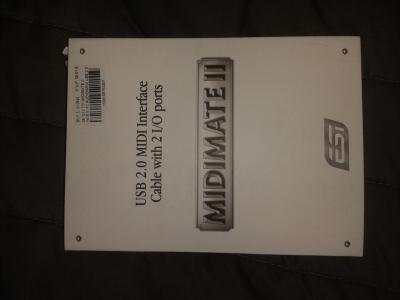 ESI
MIDIMATE II
USB 2.0 MIDI Interface
Cable with 2 I/O ports